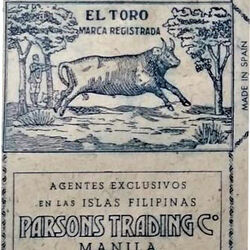 EL TORO
MARCA REGISTRADA
MADE IN SPAIN
AGENTES EXCLUSIVOS
EN LAS ISLAS FILIPINAS
PARSONS TRADING Cº
MANILA